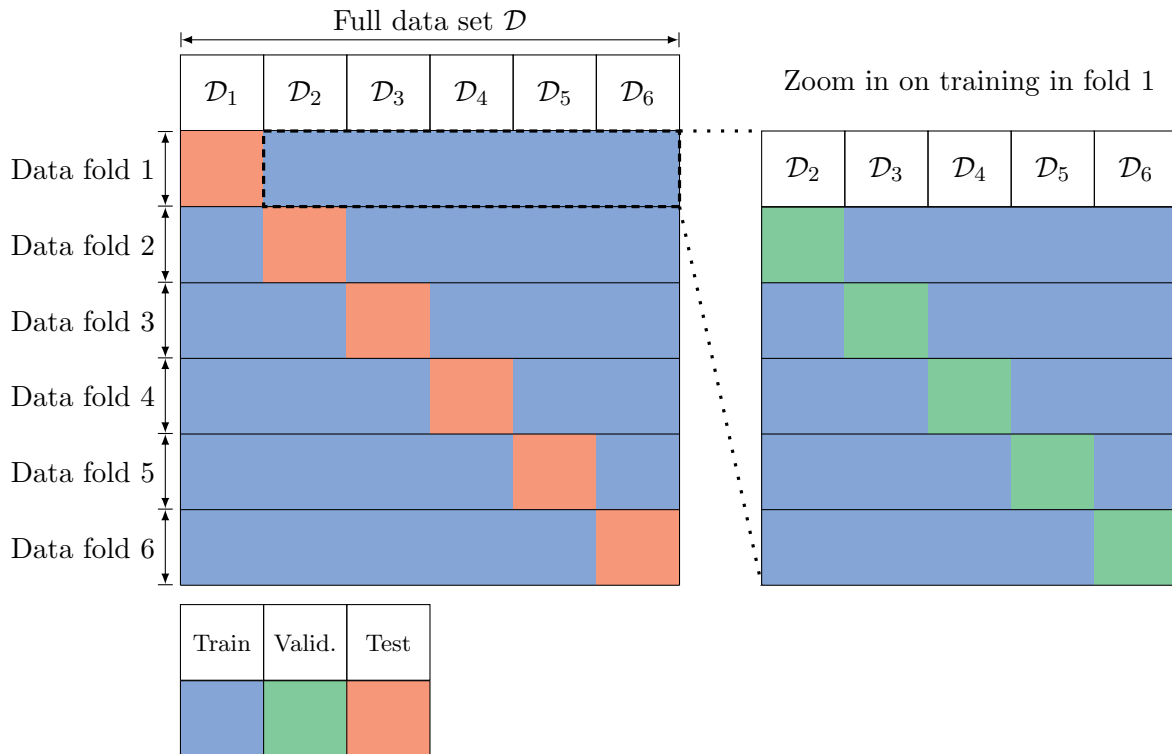 Full data set 𝒟
𝒟₁ 𝒟₂ 𝒟₃ 𝒟₄ 𝒟₅ 𝒟₆
Zoom in on training in fold 1
𝒟₂ 𝒟₃ 𝒟₄ 𝒟₅ 𝒟₆
Data fold 1
Data fold 2
Data fold 3
Data fold 4
Data fold 5
Data fold 6
Train Valid. Test